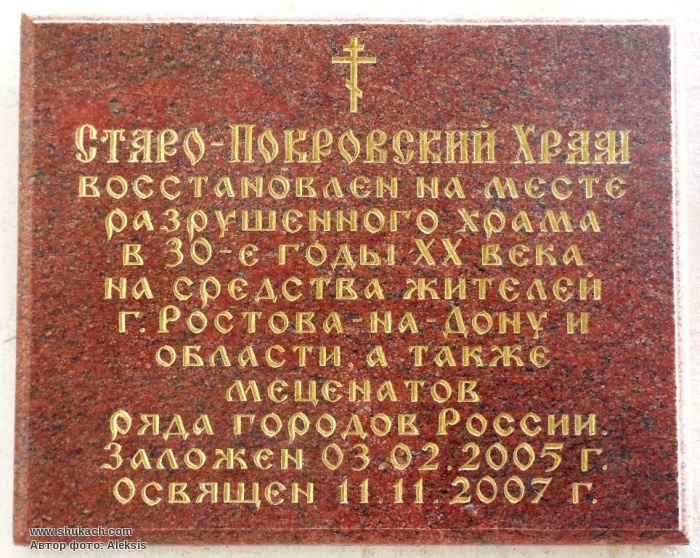 Старо-Покровский Храм
восстановлен на месте
разрушенного храма
в 30-е годы XX века
на средства жителей
г. Ростова-на-Дону и
области, а также
меценатов
ряда городов России.
Заложен 03.02.2005 г.
Освящен 11.11.2007 г.
www.shukach.com
Автор фото: Aleksis